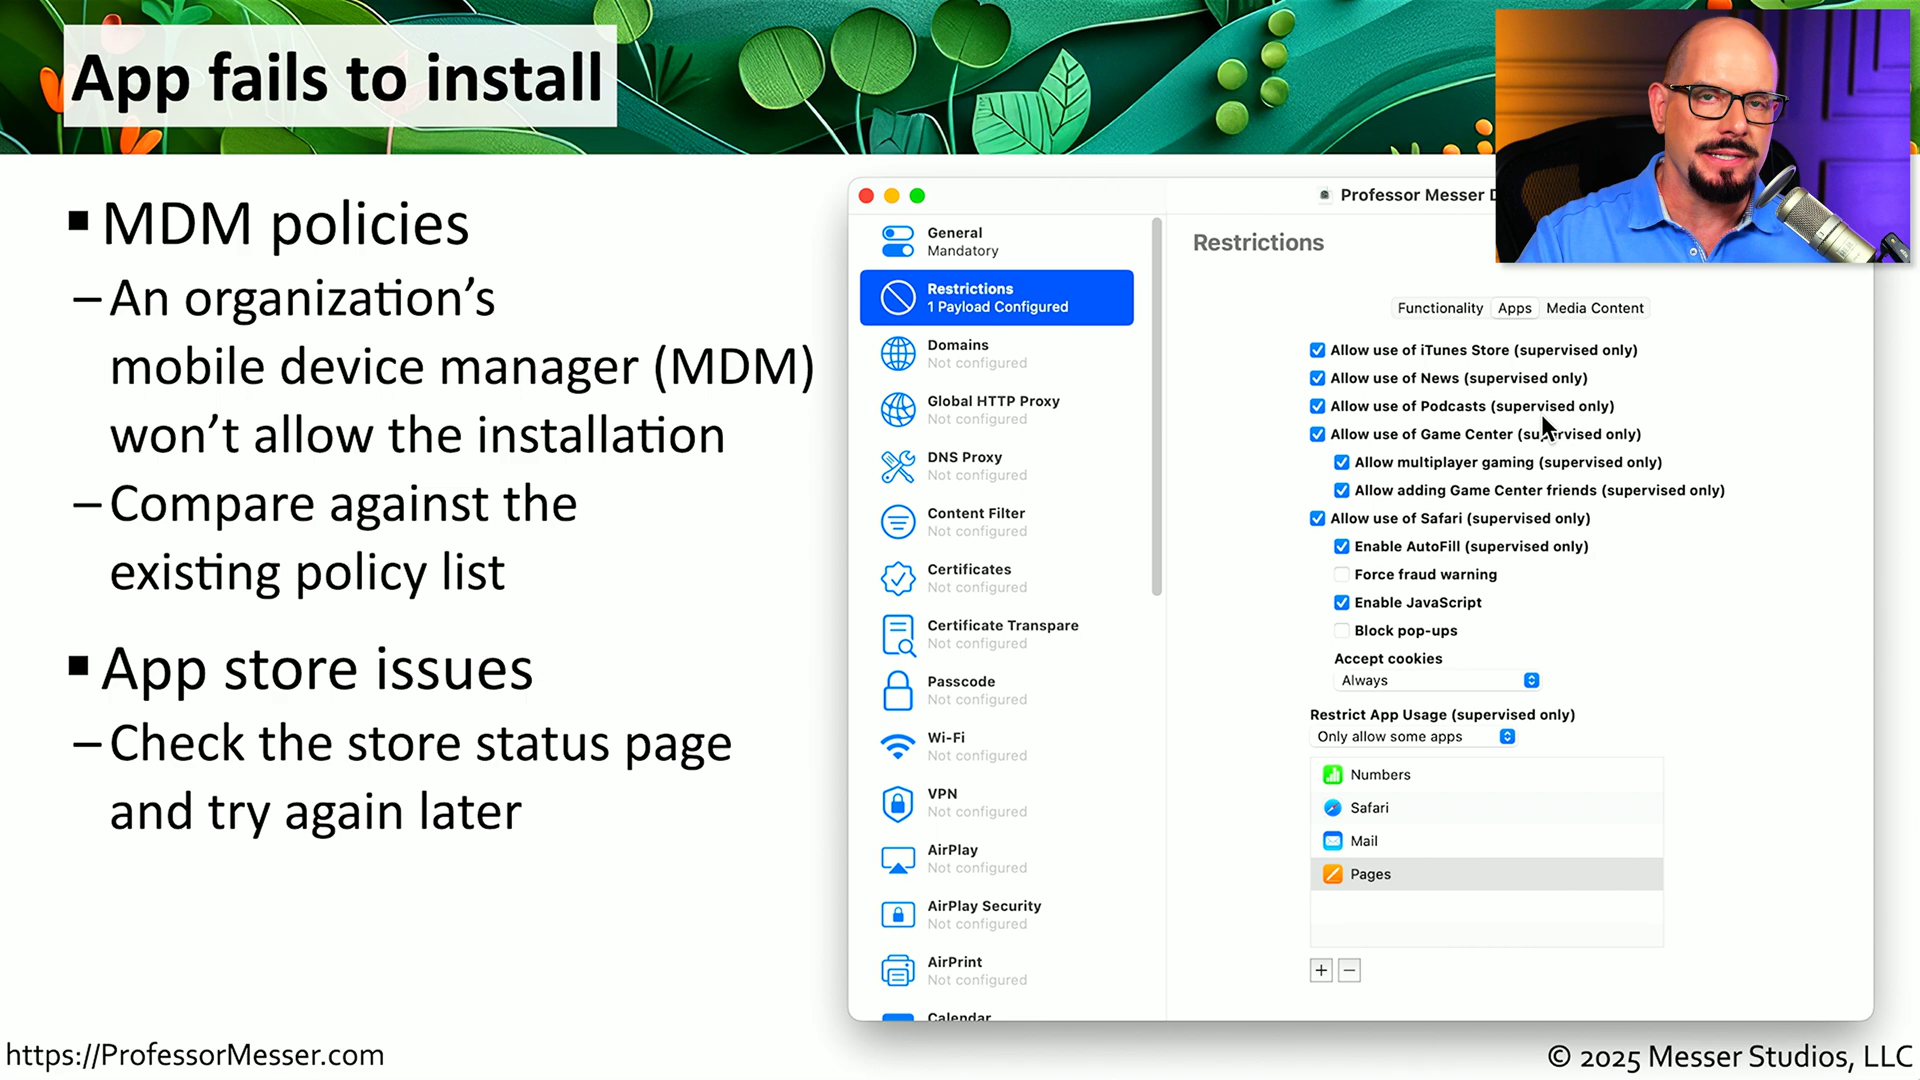 App fails to install
▪ MDM policies
– An organization’s
mobile device manager (MDM)
won’t allow the installation
– Compare against the
existing policy list
▪ App store issues
– Check the store status page
and try again later
Professor Messer
General
Mandatory
Restrictions
1 Payload Configured
Domains
Not configured
Global HTTP Proxy
Not configured
DNS Proxy
Not configured
Content Filter
Not configured
Certificates
Not configured
Certificate Transpare
Not configured
Passcode
Not configured
Wi-Fi
Not configured
VPN
Not configured
AirPlay
Not configured
AirPlay Security
Not configured
AirPrint
Not configured
Calendar
Restrictions
Functionality Apps Media Content
Allow use of iTunes Store (supervised only)
Allow use of News (supervised only)
Allow use of Podcasts (supervised only)
Allow use of Game Center (supervised only)
Allow multiplayer gaming (supervised only)
Allow adding Game Center friends (supervised only)
Allow use of Safari (supervised only)
Enable AutoFill (supervised only)
Force fraud warning
Enable JavaScript
Block pop-ups
Accept cookies
Always
Restrict App Usage (supervised only)
Only allow some apps
Numbers
Safari
Mail
Pages
+ −
https://ProfessorMesser.com
© 2025 Messer Studios, LLC